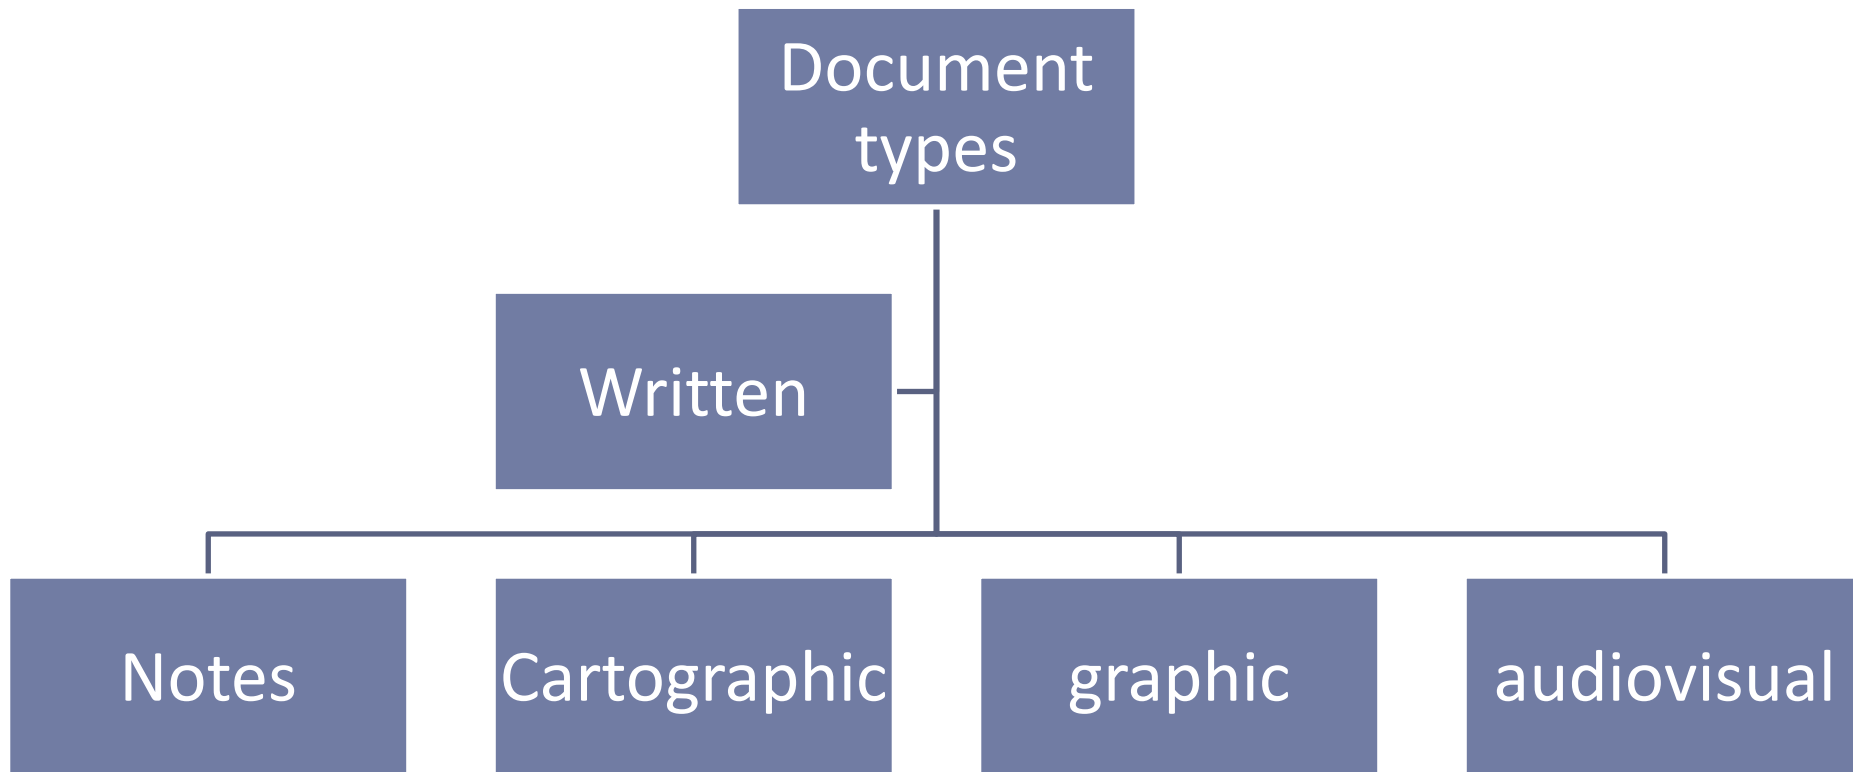 Document
types
Written
Notes
Cartographic
graphic
audiovisual